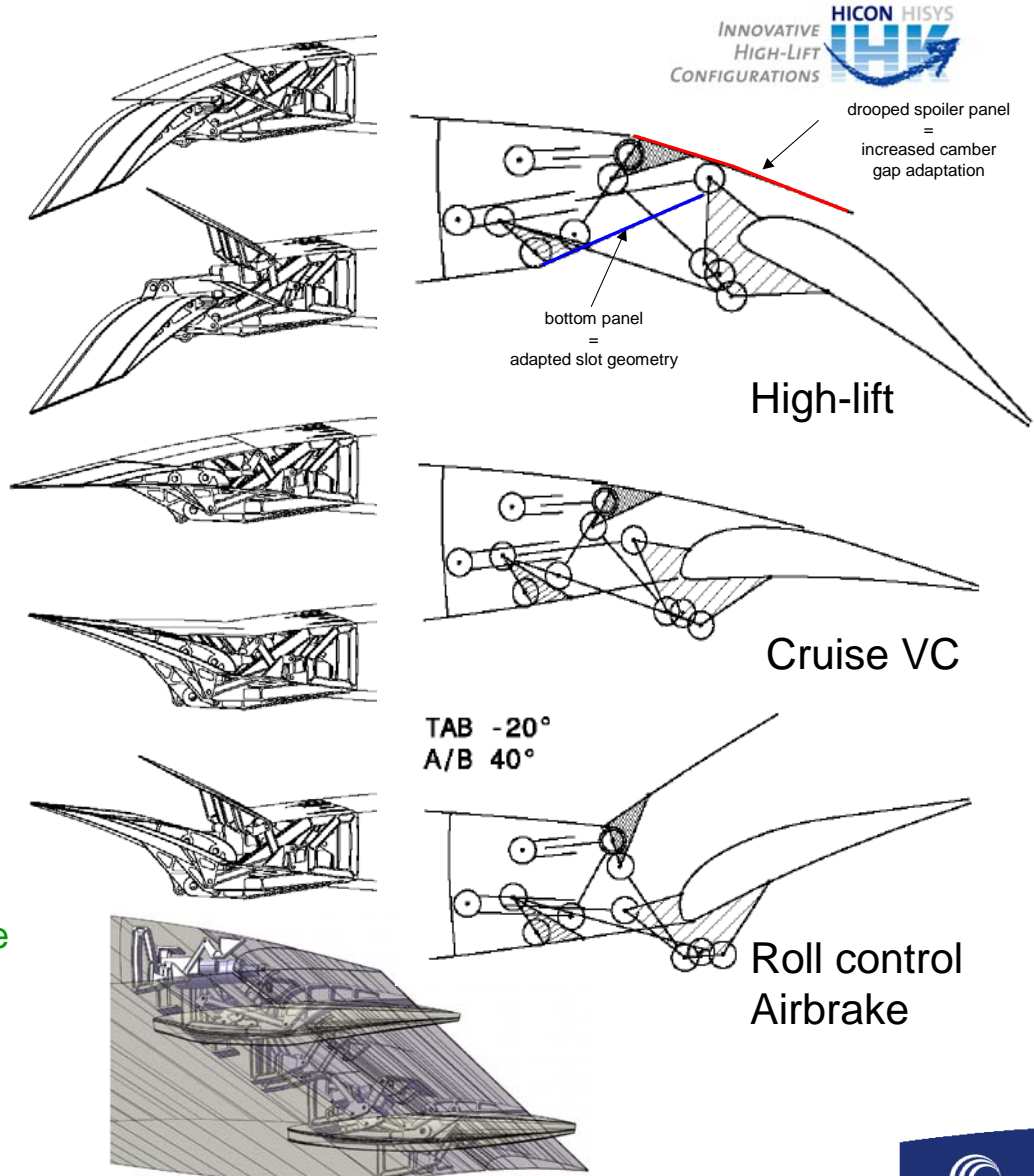 HICON HISYS
INNOVATIVE
HIGH-LIFT
CONFIGURATIONS
IHK
drooped spoiler panel
=
increased camber
gap adaptation
bottom panel
=
adapted slot geometry
High-lift
Cruise VC
TAB -20°
A/B 40°
e
Roll control
Airbrake